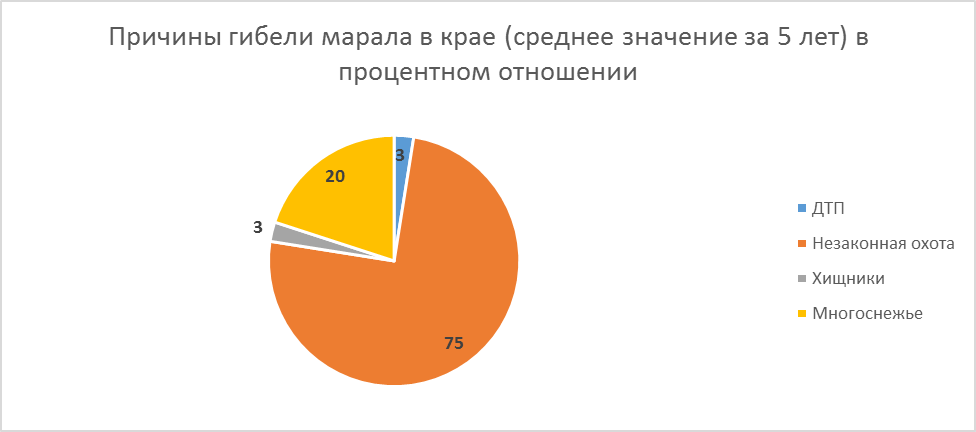 Причины гибели марала в крае (среднее значение за 5 лет) в
процентном отношении
3
20
3
75
ДТП
Незаконная охота
Хищники
Многоснежье